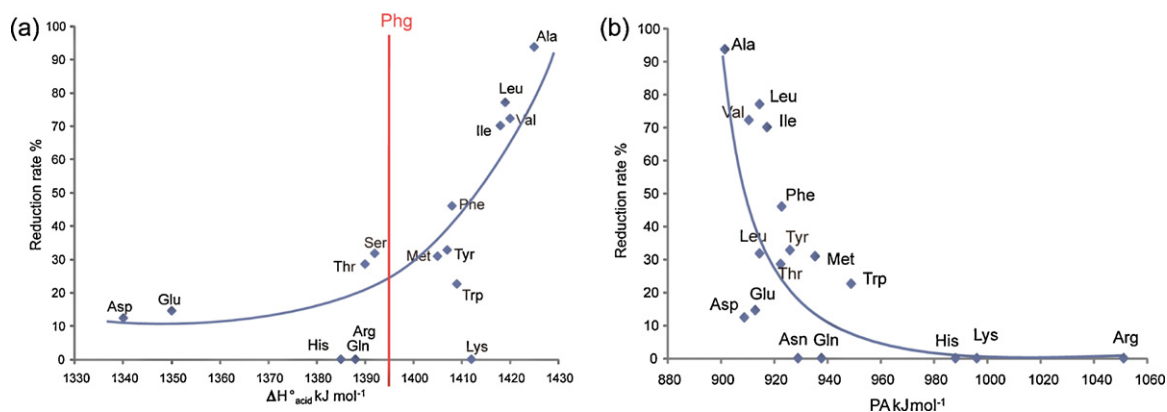 (a)
Phg
Reduction rate %
100
90
80
70
60
50
40
30
20
10
0
Ala
Leu
Ile
Val
Phe
Ser
Thr
Met
Tyr
Trp
Asp
Glu
His
Arg
Gln
Lys
1330 1340 1350 1360 1370 1380 1390 1400 1410 1420 1430
ΔH°acid kJ mol-1
(b)
Reduction rate %
100
90
80
70
60
50
40
30
20
10
0
Ala
Leu
Val
Ile
Phe
Leu
Tyr
Thr
Met
Trp
Asp
Glu
Asn
Gln
His
Lys
Arg
880 900 920 940 960 980 1000 1020 1040 1060
PA kJmol-1